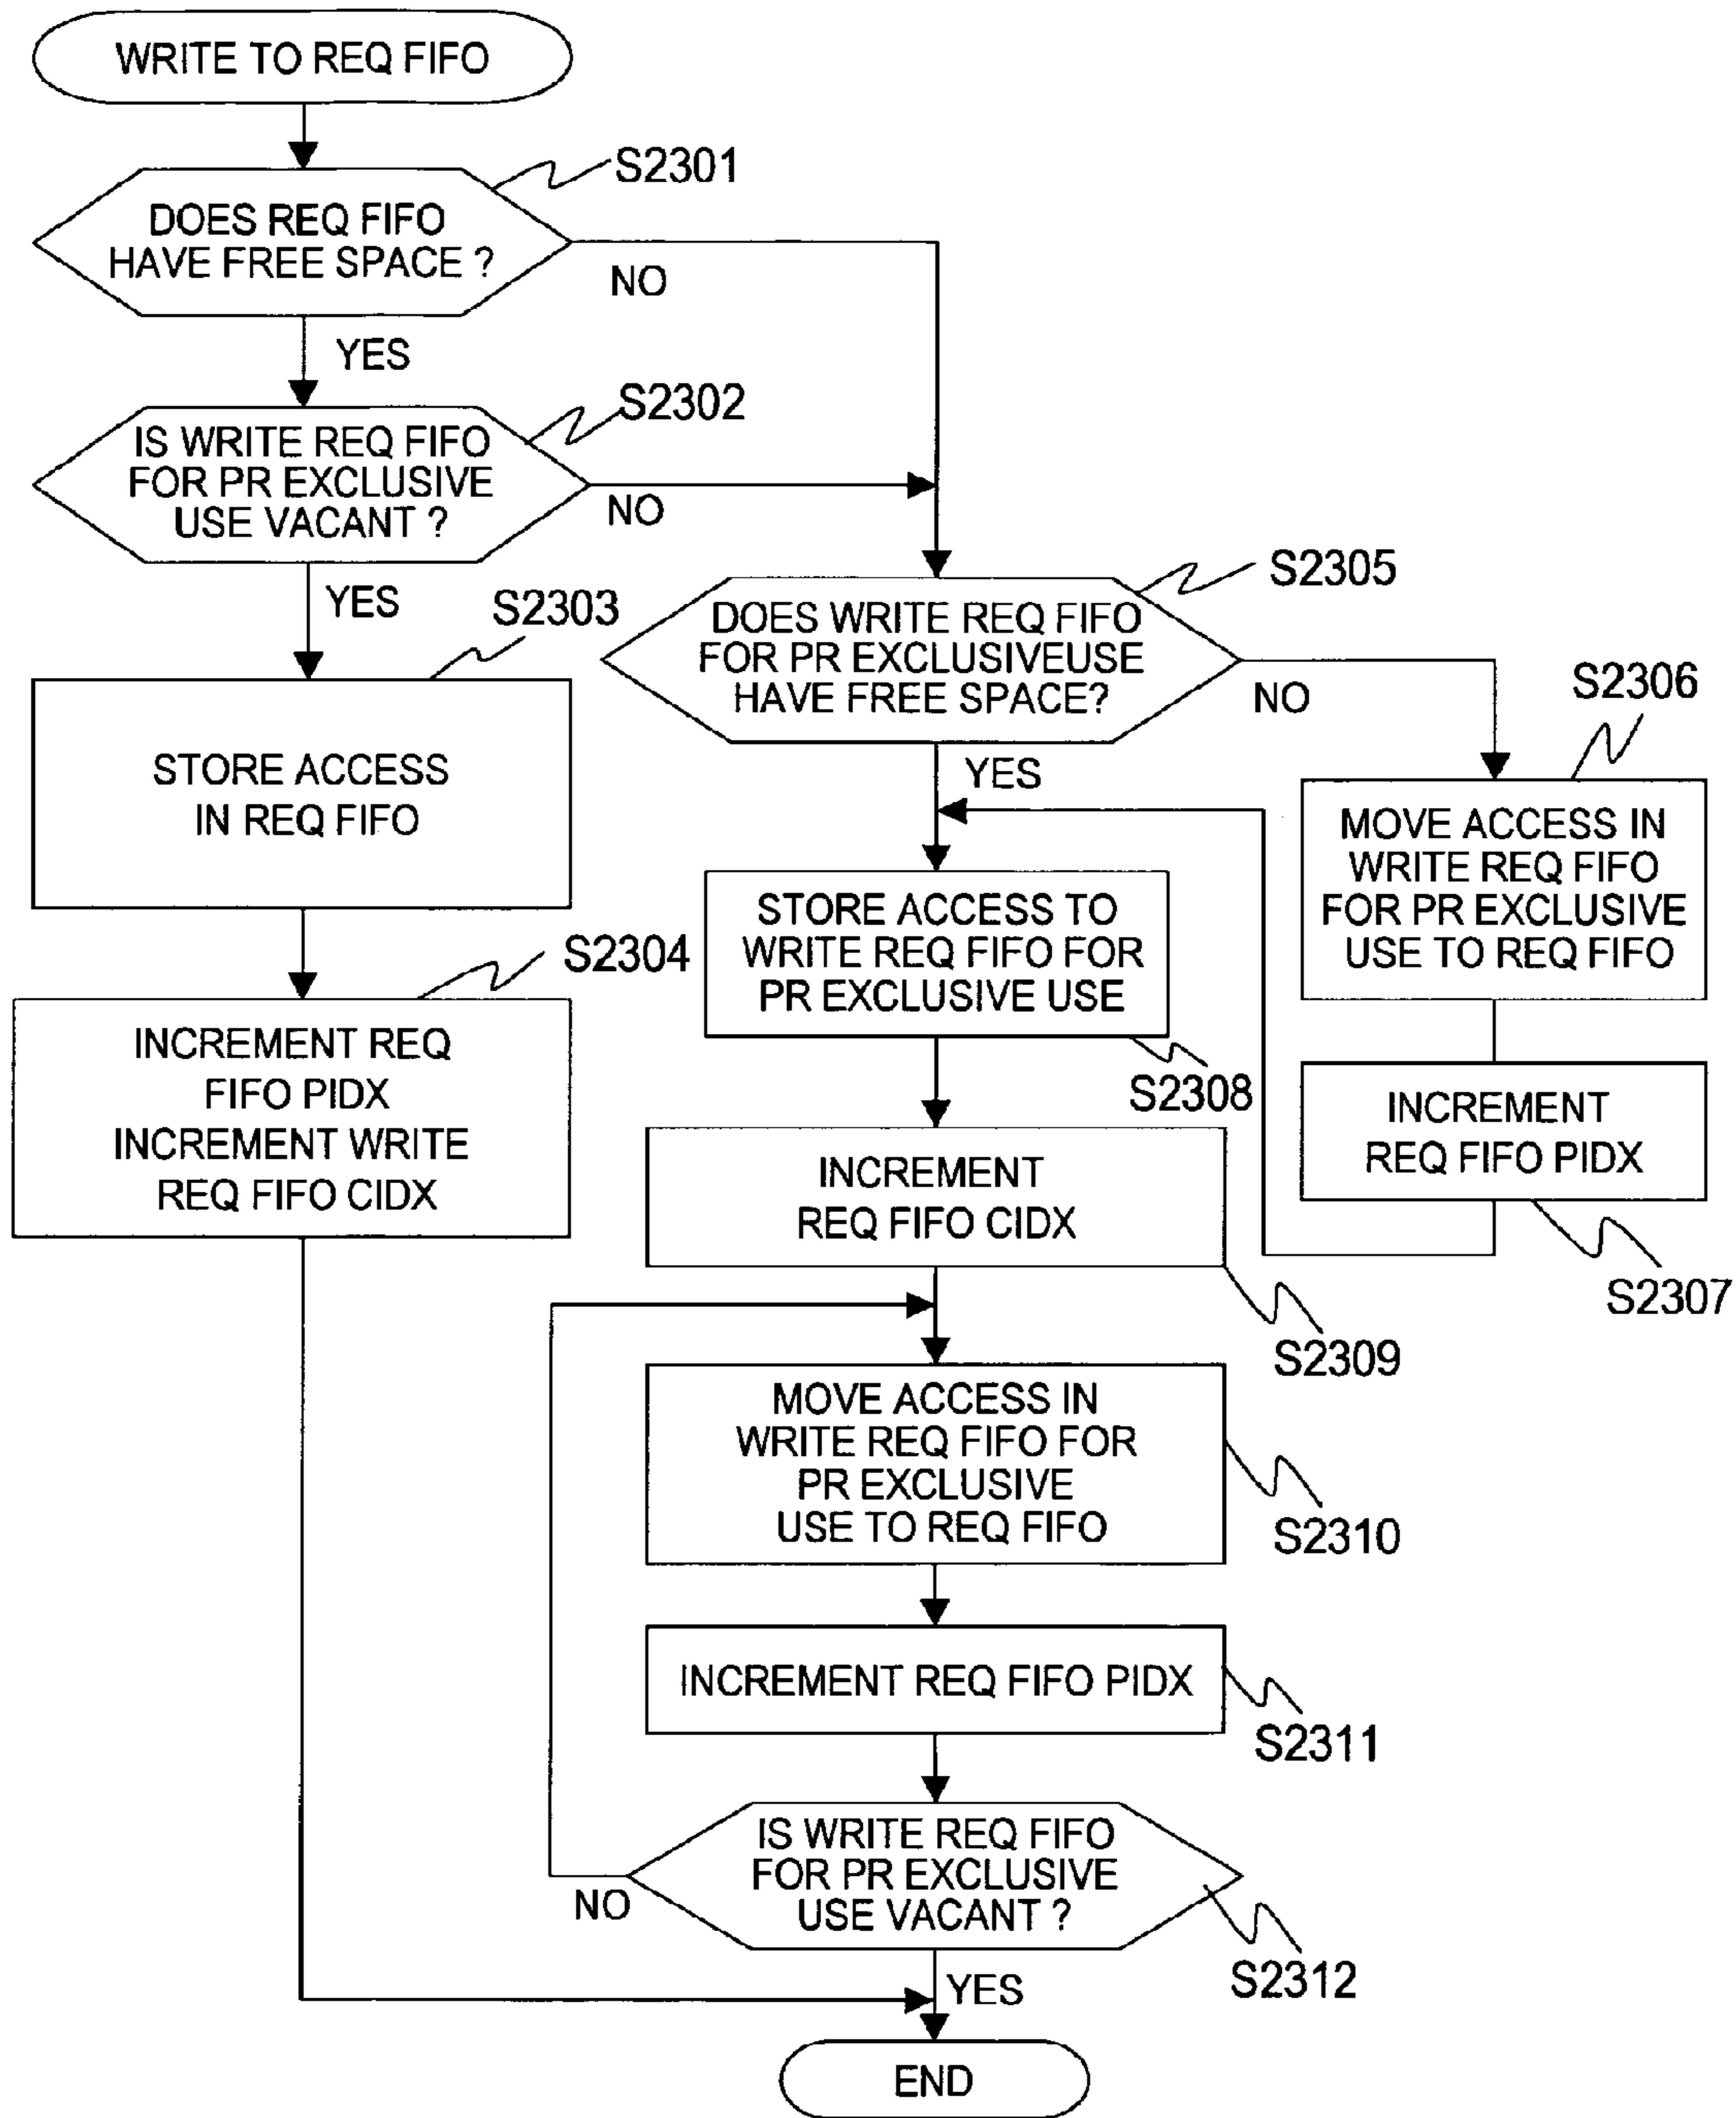 WRITE TO REQ FIFO
S2301
DOES REQ FIFO
HAVE FREE SPACE ?
NO
YES
S2302
IS WRITE REQ FIFO
FOR PR EXCLUSIVE
USE VACANT ?
NO
YES
S2303
STORE ACCESS
IN REQ FIFO
S2304
INCREMENT REQ
FIFO PIDX
INCREMENT WRITE
REQ FIFO CIDX
S2305
DOES WRITE REQ FIFO
FOR PR EXCLUSIVEUSE
HAVE FREE SPACE?
NO
YES
S2306
MOVE ACCESS IN
WRITE REQ FIFO
FOR PR EXCLUSIVE
USE TO REQ FIFO
INCREMENT
REQ FIFO PIDX
S2307
STORE ACCESS TO
WRITE REQ FIFO FOR
PR EXCLUSIVE USE
S2308
INCREMENT
REQ FIFO CIDX
S2309
MOVE ACCESS IN
WRITE REQ FIFO FOR
PR EXCLUSIVE
USE TO REQ FIFO
S2310
INCREMENT REQ FIFO PIDX
S2311
IS WRITE REQ FIFO
FOR PR EXCLUSIVE
USE VACANT ?
NO
S2312
YES
END